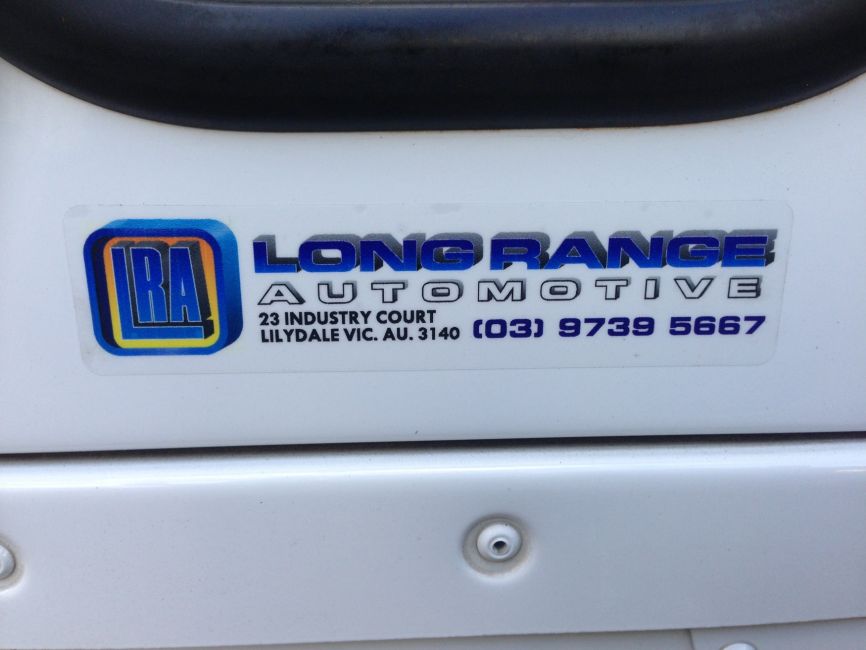 LRA
LONG RANGE
AUTOMOTIVE
23 INDUSTRY COURT
LILYDALE VIC. AU. 3140
(03) 9739 5667